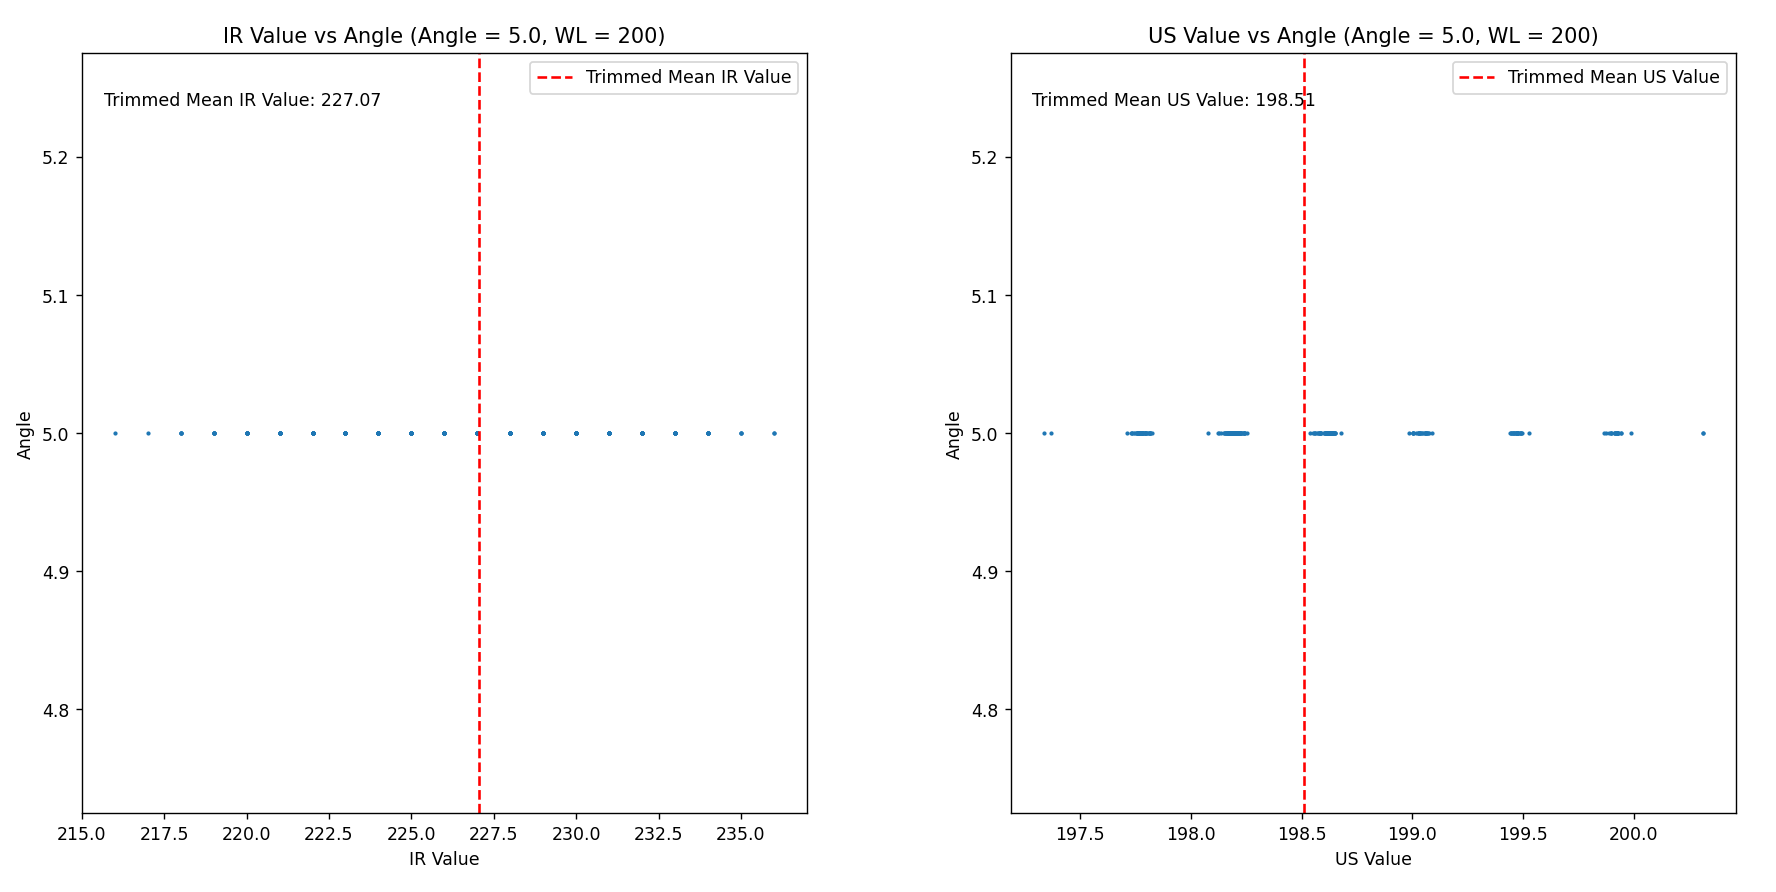 IR Value vs Angle (Angle = 5.0, WL = 200)
Trimmed Mean IR Value
Trimmed Mean IR Value: 227.07
5.2
5.1
5.0
4.9
4.8
Angle
215.0 217.5 220.0 222.5 225.0 227.5 230.0 232.5 235.0
IR Value
US Value vs Angle (Angle = 5.0, WL = 200)
Trimmed Mean US Value
Trimmed Mean US Value: 198.51
5.2
5.1
5.0
4.9
4.8
Angle
197.5 198.0 198.5 199.0 199.5 200.0
US Value